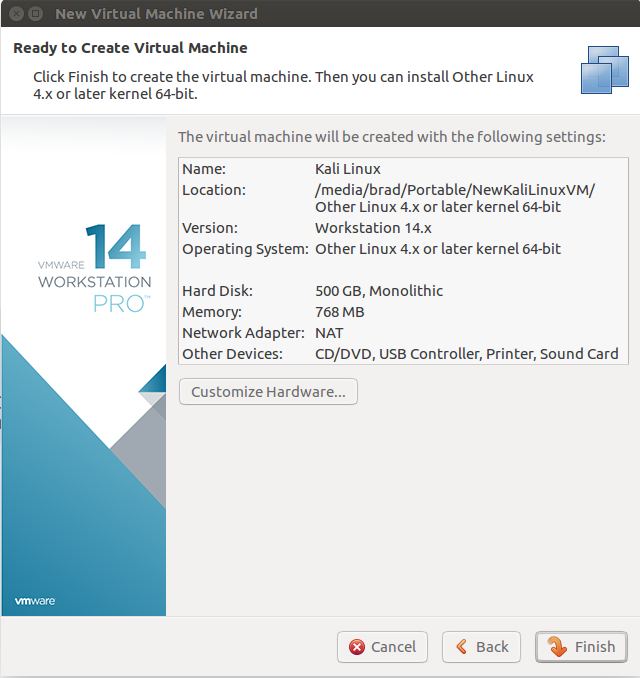 New Virtual Machine Wizard
Ready to Create Virtual Machine
Click Finish to create the virtual machine. Then you can install Other Linux
4.x or later kernel 64-bit.
The virtual machine will be created with the following settings:
Name: Kali Linux
Location: /media/brad/Portable/NewKaliLinuxVM/
Other Linux 4.x or later kernel 64-bit
Version: Workstation 14.x
Operating System: Other Linux 4.x or later kernel 64-bit
Hard Disk: 500 GB, Monolithic
Memory: 768 MB
Network Adapter: NAT
Other Devices: CD/DVD, USB Controller, Printer, Sound Card
Customize Hardware...
VMWARE 14
WORKSTATION
PRO™
vmware
Cancel
Back
Finish